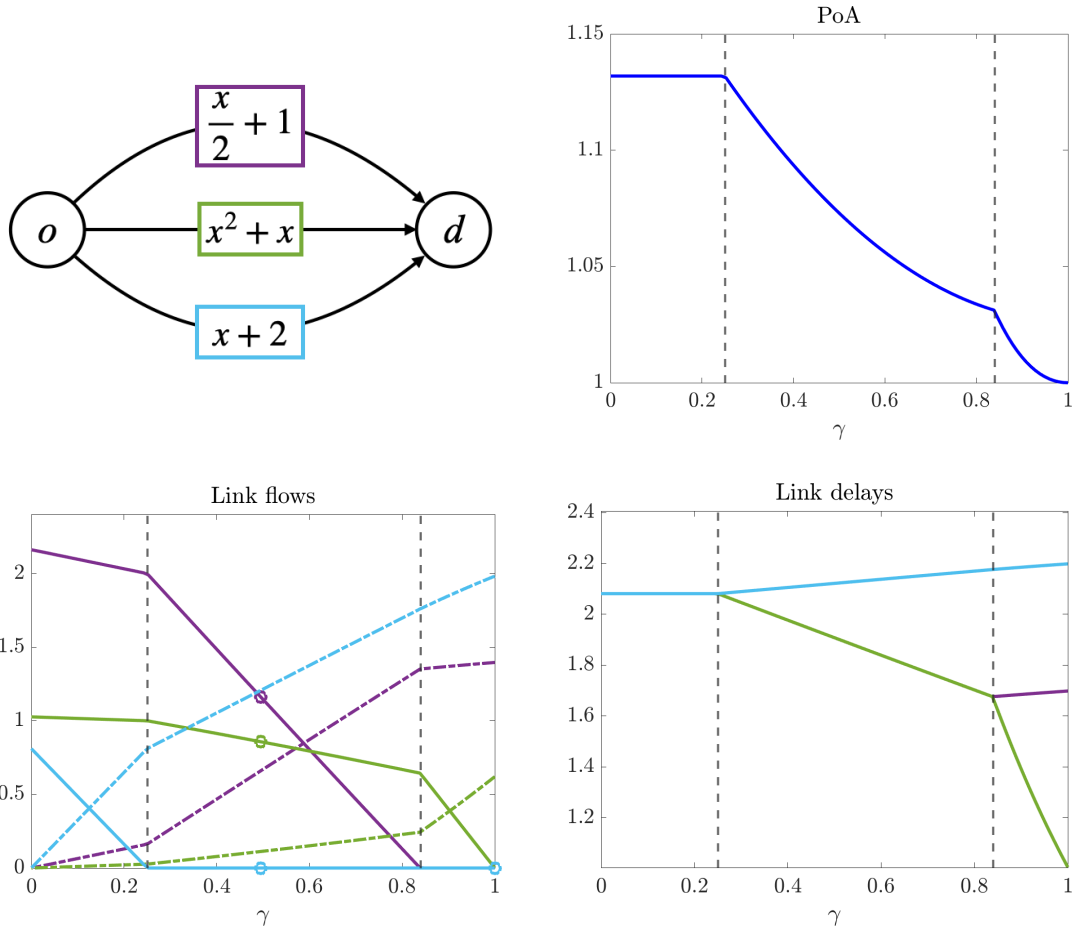 x/2 + 1
o
x² + x
d
x + 2
PoA
1.15
1.1
1.05
1
0 0.2 0.4 0.6 0.8 1
γ
Link flows
2
1.5
1
0.5
0
0 0.2 0.4 0.6 0.8 1
γ
Link delays
2.4
2.2
2
1.8
1.6
1.4
1.2
0 0.2 0.4 0.6 0.8 1
γ